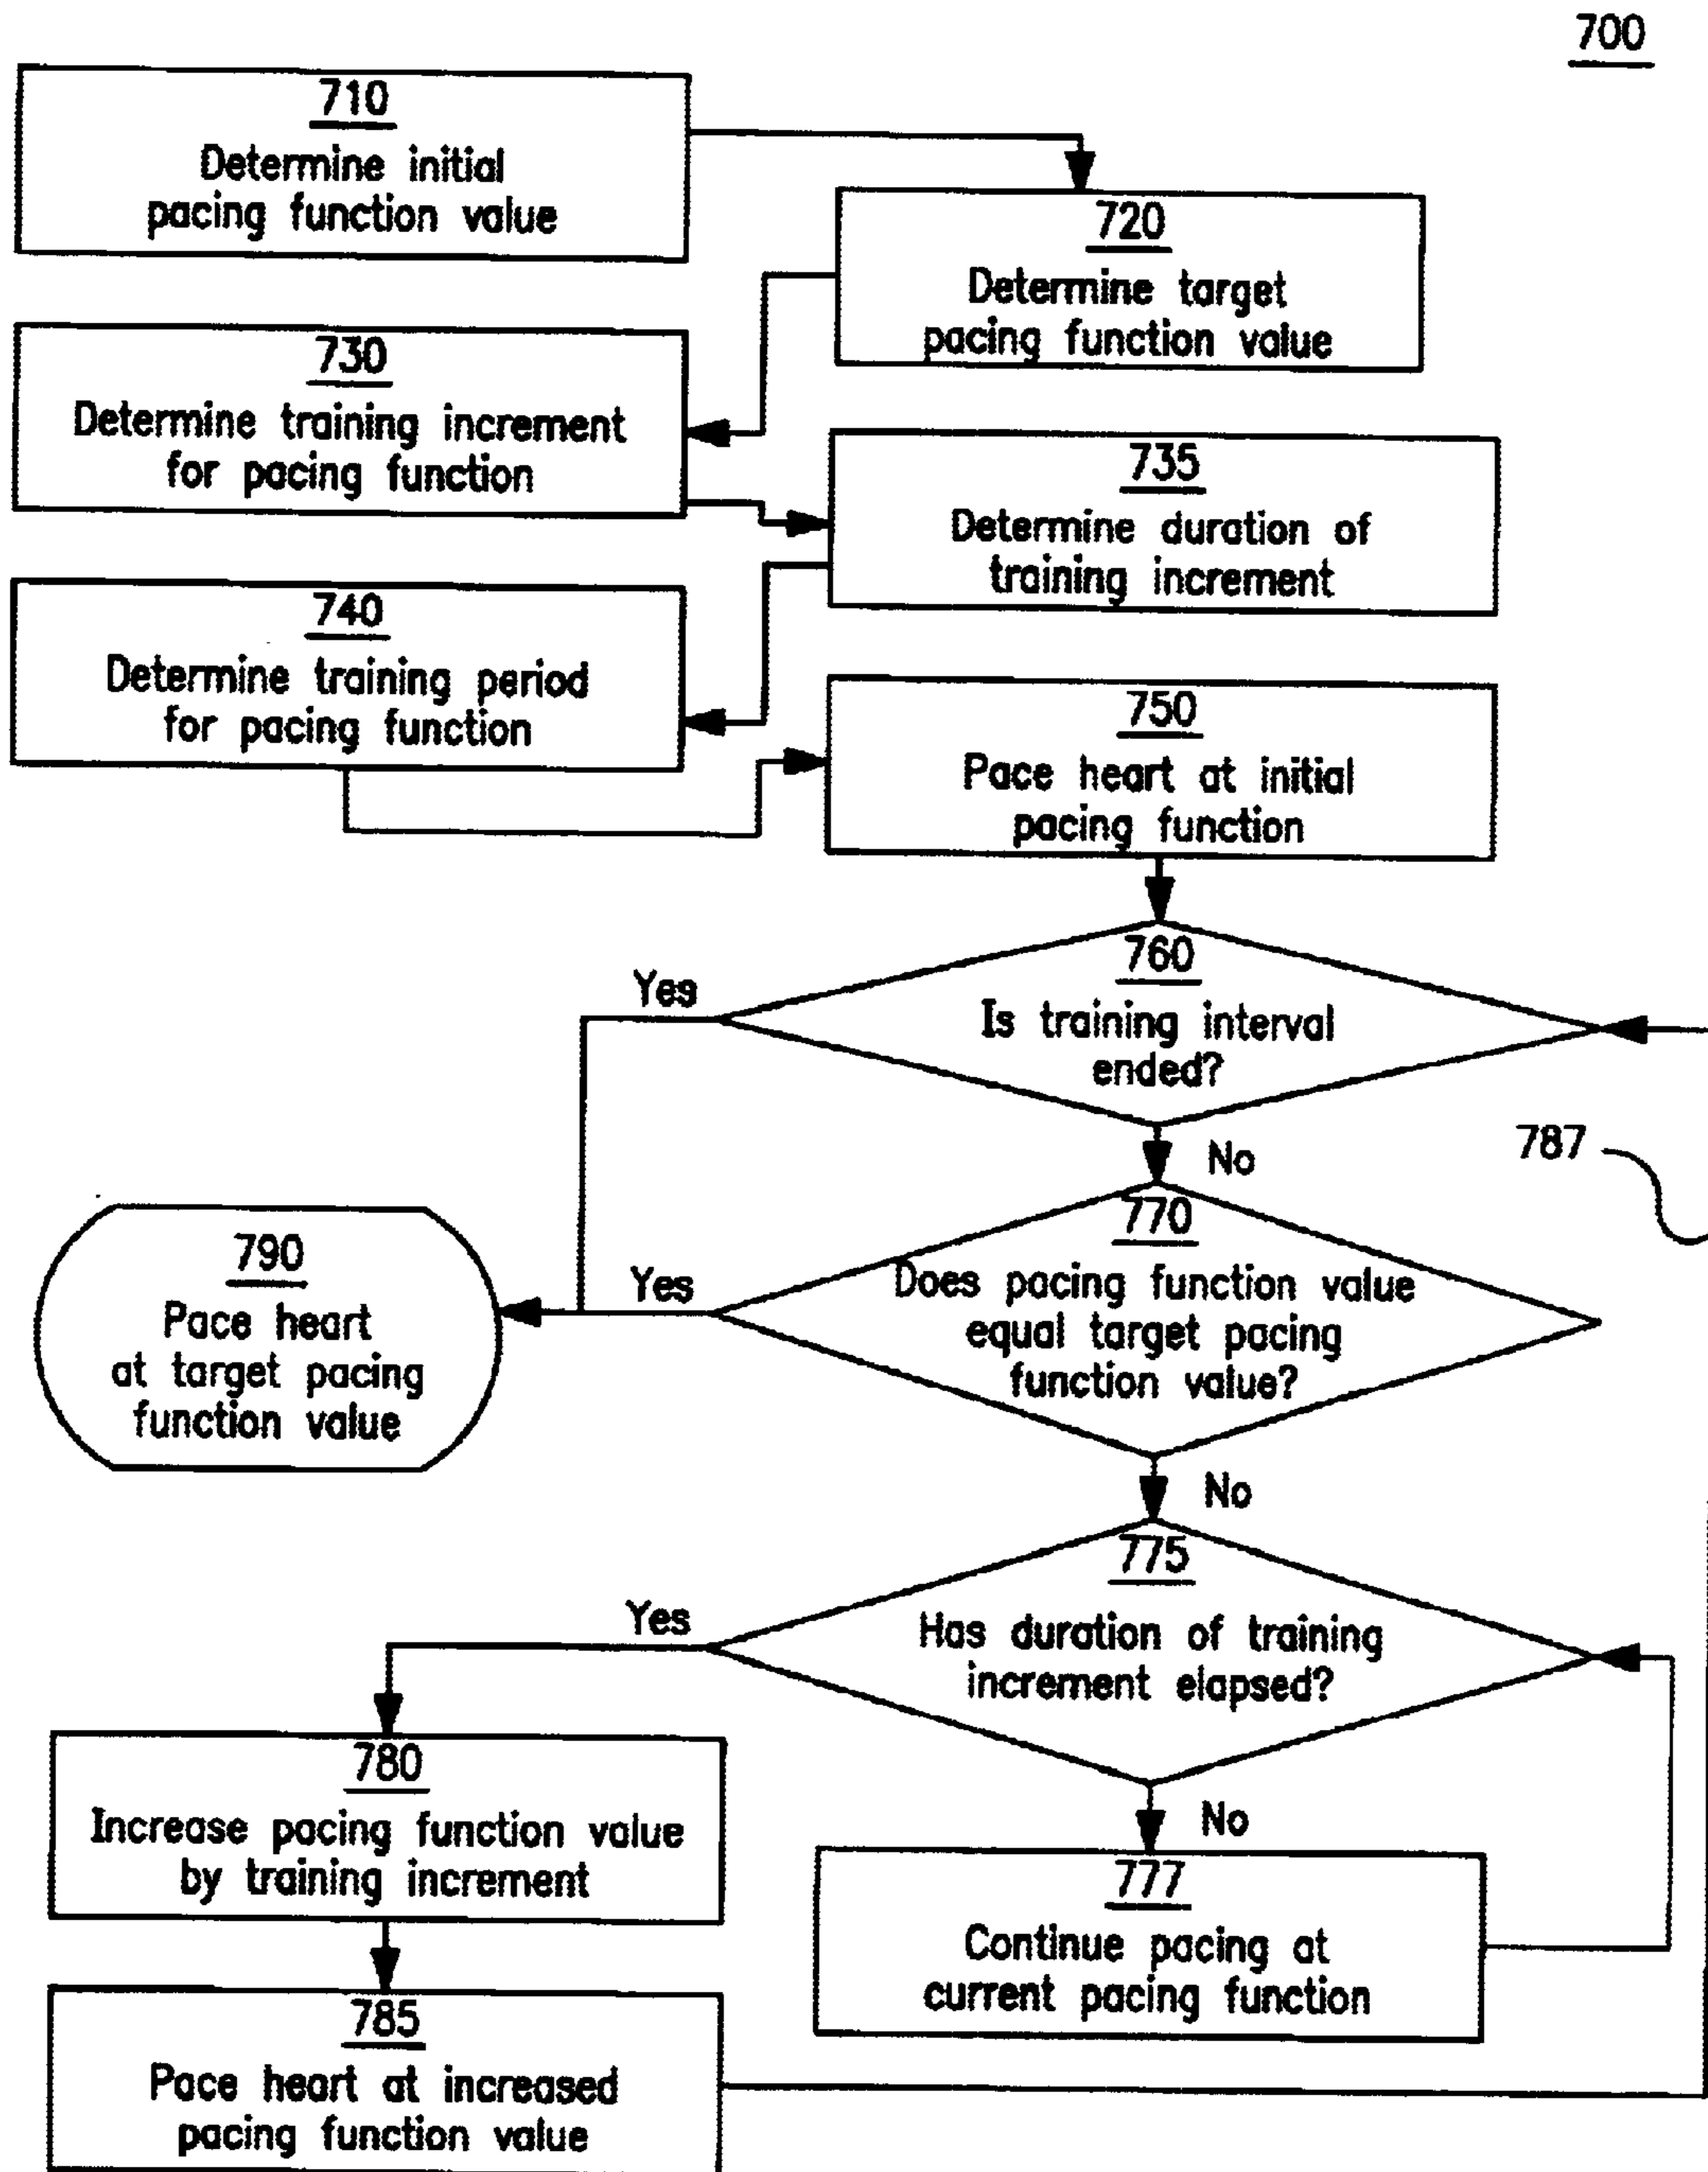 700
710
Determine initial
pacing function value
720
Determine target
pacing function value
730
Determine training increment
for pacing function
735
Determine duration of
training increment
740
Determine training period
for pacing function
750
Pace heart at initial
pacing function
760
Is training interval
ended?
Yes
No
787
770
Does pacing function value
equal target pacing
function value?
Yes
No
790
Pace heart
at target pacing
function value
775
Has duration of training
increment elapsed?
Yes
No
780
Increase pacing function value
by training increment
777
Continue pacing at
current pacing function
785
Pace heart at increased
pacing function value